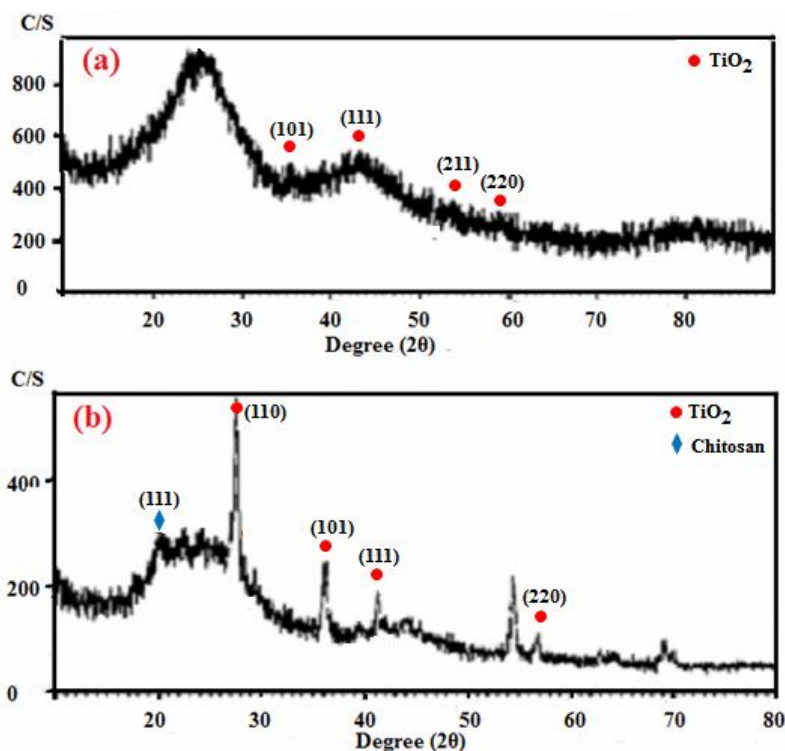 C/S
(a)
TiO2
800
600
400
200
0
(101)
(111)
(211)
(220)
20 30 40 50 60 70 80
Degree (2θ)
C/S
(b)
TiO2
Chitosan
400
200
0
(111)
(110)
(101)
(111)
(220)
20 30 40 50 60 70 80
Degree (2θ)